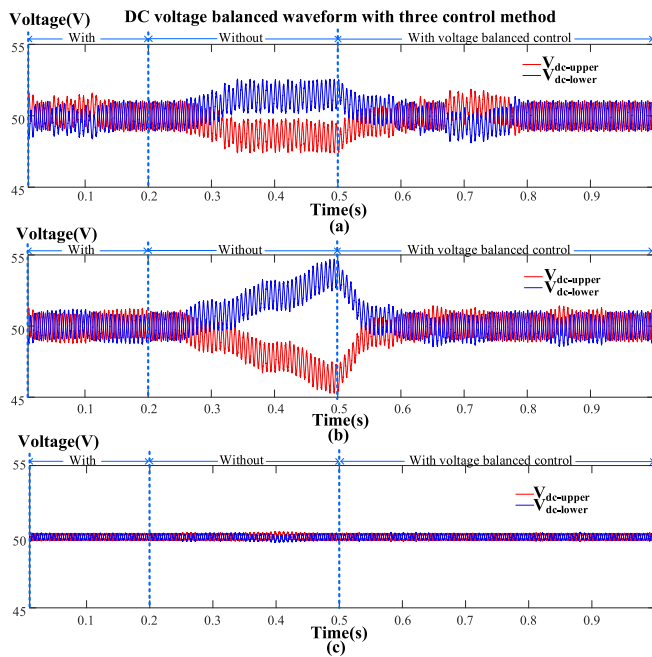 DC voltage balanced waveform with three control method
Voltage(V)
55
With Without With voltage balanced control
Vdc-upper
Vdc-lower
50
45
0.1 0.2 0.3 0.4 0.5 0.6 0.7 0.8 0.9
Time(s)
(a)
Voltage(V)
55
With Without With voltage balanced control
Vdc-upper
Vdc-lower
50
45
0.1 0.2 0.3 0.4 0.5 0.6 0.7 0.8 0.9
Time(s)
(b)
Voltage(V)
55
With Without With voltage balanced control
Vdc-upper
Vdc-lower
50
45
0.1 0.2 0.3 0.4 0.5 0.6 0.7 0.8 0.9
Time(s)
(c)